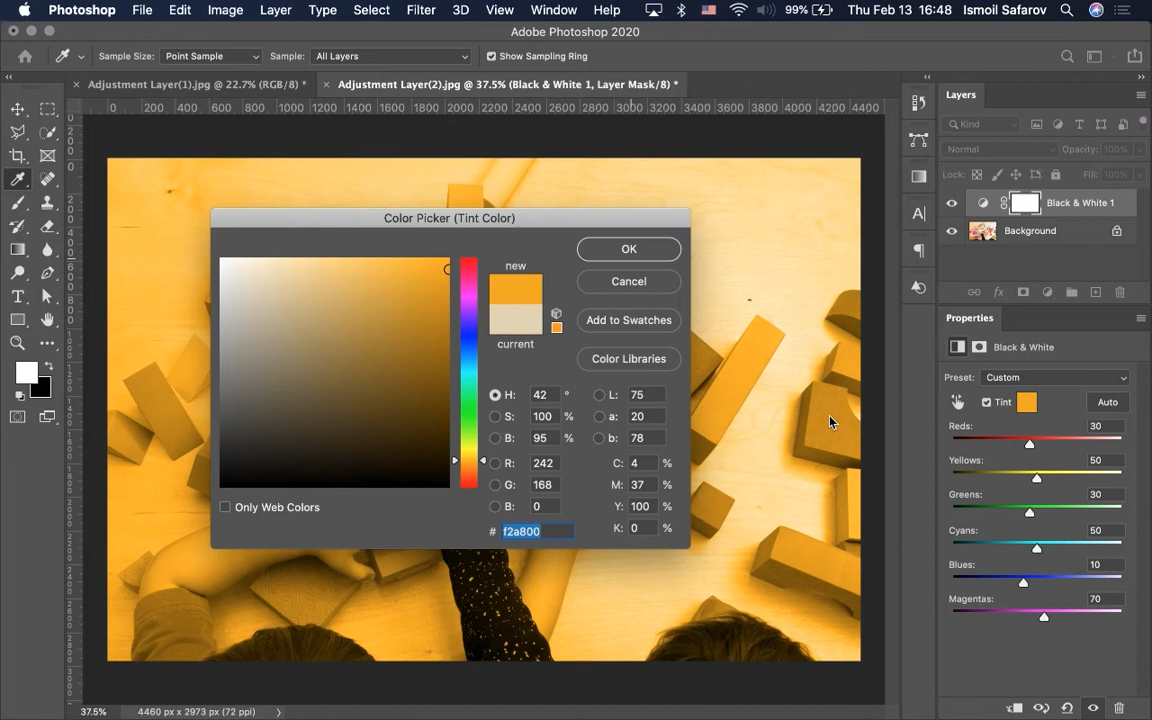 Photoshop File Edit Image Layer Type Select Filter 3D View Window Help 99% Thu Feb 13 16:48 Ismoil Safarov
Adobe Photoshop 2020
Sample Size: Point Sample Sample: All Layers Show Sampling Ring
Adjustment Layer(1).jpg @ 22.7% (RGB/8) * Adjustment Layer(2).jpg @ 37.5% (Black & White 1, Layer Mask/8) *
0 200 400 600 800 1000 1200 1400 1600 1800 2000 2200 2400 2600 2800 3000 3200 3400 3600 3800 4000 4200 4400
Layers
Kind
Normal Opacity: 100%
Lock: Fill: 100%
Black & White 1
Background
Color Picker (Tint Color)
new
current
OK
Cancel
Add to Swatches
Color Libraries
H: 42 ° L: 75
S: 100 % a: 20
B: 95 % b: 78
R: 242 C: 4 %
G: 168 M: 37 %
B: 0 Y: 100 %
K: 0 %
Only Web Colors
# f2a800
Properties
Black & White
Preset: Custom
Tint Auto
Reds: 30
Yellows: 50
Greens: 30
Cyans: 50
Blues: 10
Magentas: 70
37.5% 4460 px x 2973 px (72 ppi)